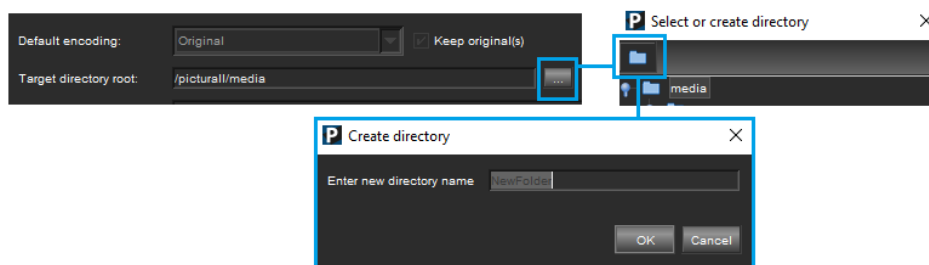 Default encoding:
Original
Keep original(s)
Target directory root:
/picturall/media
...
P Select or create directory
media
P Create directory
Enter new directory name
NewFolder
OK
Cancel